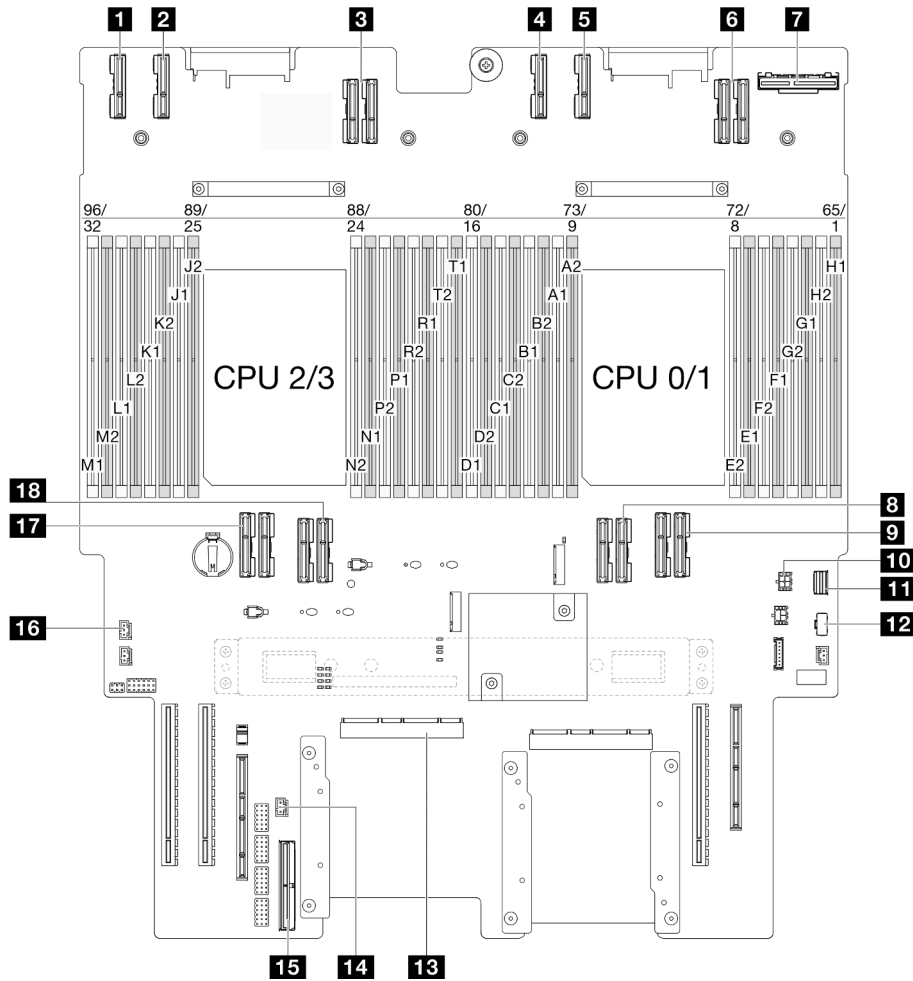 1 2 3 4 5 6 7
96/ 89/ 88/ 80/ 73/ 72/ 65/
32 25 24 16 9 8 1
J2 T1 A2 H1
J1 T2 A1 H2
K2 R1 B2 G1
K1 R2 B1 G2
CPU 2/3 CPU 0/1
L2 P1 C2 F1
L1 P2 C1 F2
M2 N1 D2 E1
M1 N2 D1 E2
18 8
17 9
10
11
16 12
15 14 13